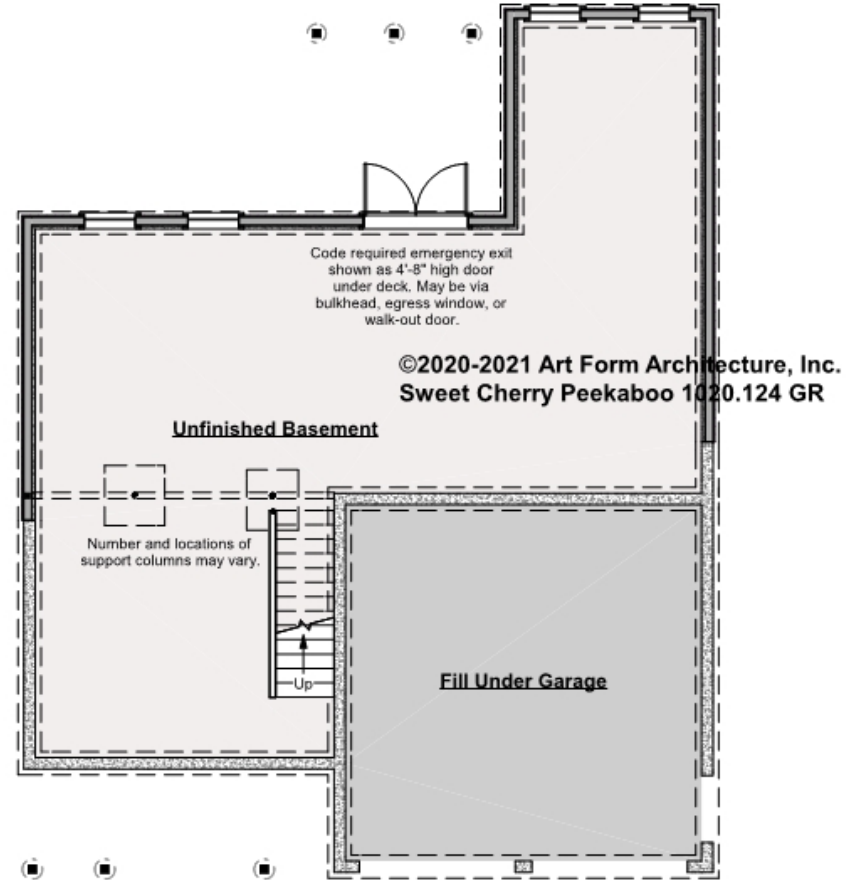 Code required emergency exit
shown as 4'-8" high door
under deck. May be via
bulkhead, egress window, or
walk-out door.
©2020-2021 Art Form Architecture, Inc.
Sweet Cherry Peekaboo 1020.124 GR
Unfinished Basement
Number and locations of
support columns may vary.
Up
Fill Under Garage